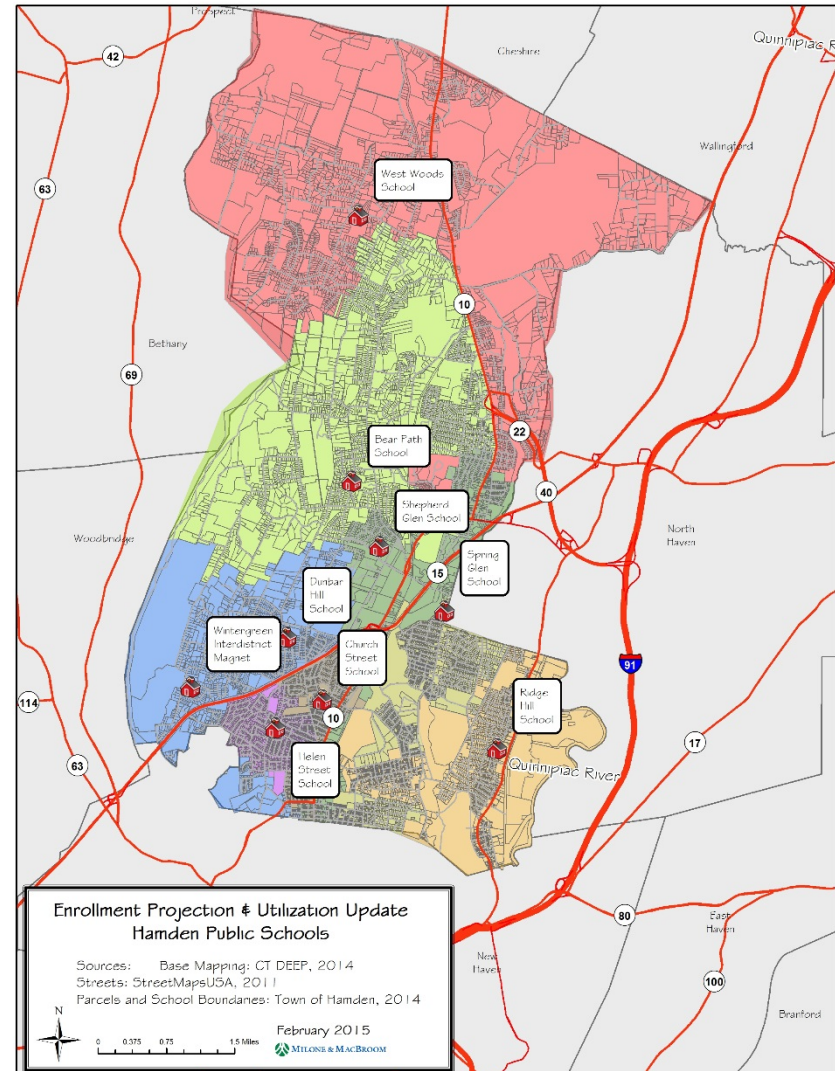 Prospect
Cheshire
Quinnipiac R
42
Wallingford
63
West Woods
School
10
Bethany
69
22
Bear Path
School
40
Shepherd
Glen School
North
Haven
Woodbridge
15
Spring
Glen
School
Dunbar
Hill
School
Wintergreen
Interdistrict
Magnet
Church
Street
School
91
Ridge
Hill
School
114
10
17
63
Helen
Street
School
Quinnipiac River
Enrollment Projection & Utilization Update
Hamden Public Schools
Sources: Base Mapping: CT DEEP, 2014
Streets: StreetMapsUSA, 2011
Parcels and School Boundaries: Town of Hamden, 2014
N
February 2015
0 0.375 0.75 1.5 Miles
MILONE & MACBROOM
80
East
Haven
New
Haven
100
Branford